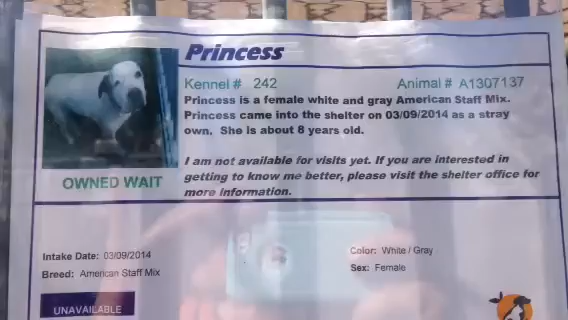 Princess
Kennel # 242 Animal # A1307137
Princess is a female white and gray American Staff Mix.
Princess came into the shelter on 03/09/2014 as a stray
own. She is about 8 years old.
I am not available for visits yet. If you are interested in
getting to know me better, please visit the shelter office for
more information.
OWNED WAIT
Intake Date: 03/09/2014 Color: White / Gray
Breed: American Staff Mix Sex: Female
UNAVAILABLE